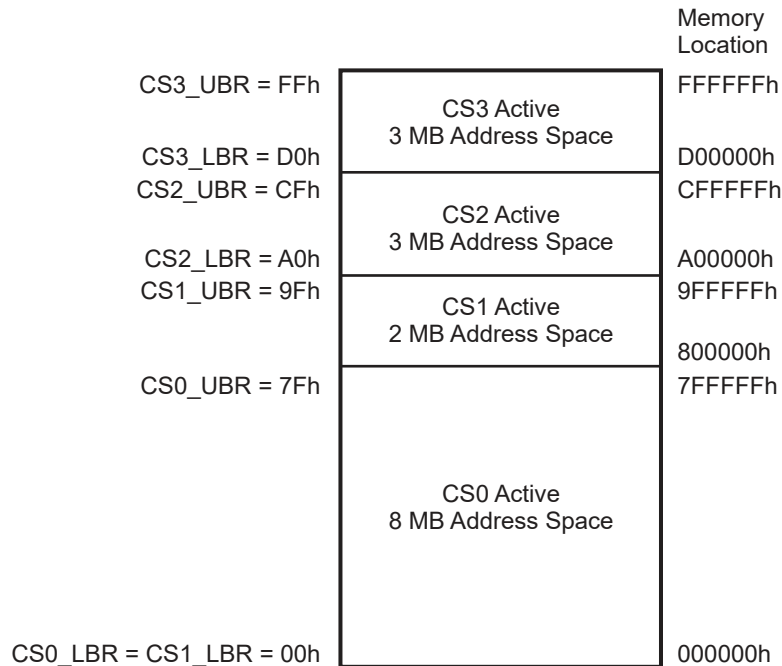 Memory
Location
CS3_UBR = FFh
FFFFFFh
CS3 Active
3 MB Address Space
CS3_LBR = D0h
D00000h
CS2_UBR = CFh
CFFFFFh
CS2 Active
3 MB Address Space
CS2_LBR = A0h
A00000h
CS1_UBR = 9Fh
9FFFFFh
CS1 Active
2 MB Address Space
800000h
CS0_UBR = 7Fh
7FFFFFh
CS0 Active
8 MB Address Space
CS0_LBR = CS1_LBR = 00h
000000h